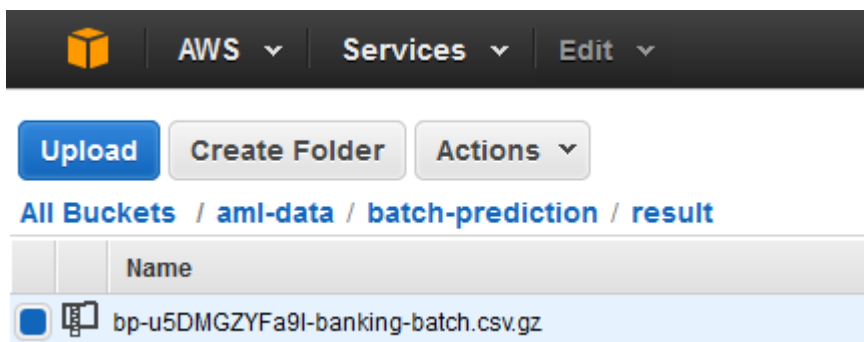 AWS Services Edit
Upload Create Folder Actions
All Buckets / aml-data / batch-prediction / result
Name
bp-u5DMGZYFa9I-banking-batch.csv.gz